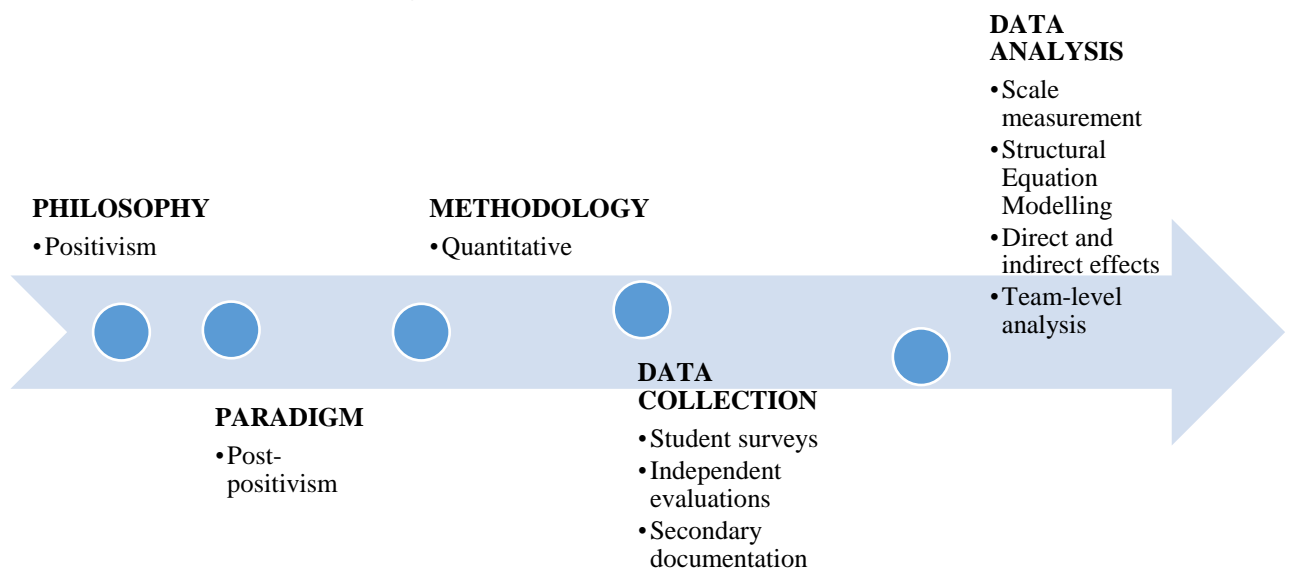 PHILOSOPHY
•Positivism
PARADIGM
•Post-
positivism
METHODOLOGY
•Quantitative
DATA
COLLECTION
•Student surveys
•Independent
evaluations
•Secondary
documentation
DATA
ANALYSIS
•Scale
measurement
•Structural
Equation
Modelling
•Direct and
indirect effects
•Team-level
analysis